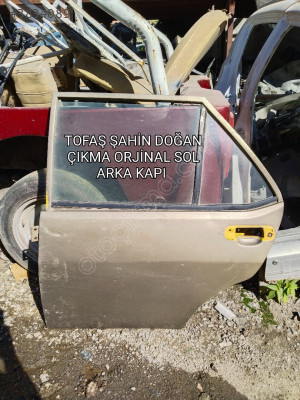 TOFAŞ ŞAHİN DOĞAN
ÇIKMA ORJİNAL SOL
ARKA KAPI